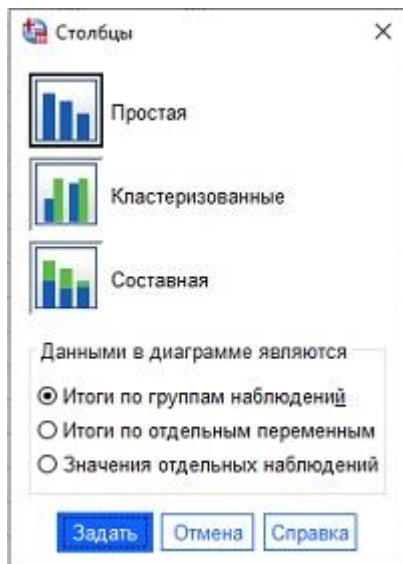 Столбцы
Простая
Кластеризованные
Составная
Данными в диаграмме являются
Итоги по группам наблюдений
Итоги по отдельным переменным
Значения отдельных наблюдений
Задать Отмена Справка